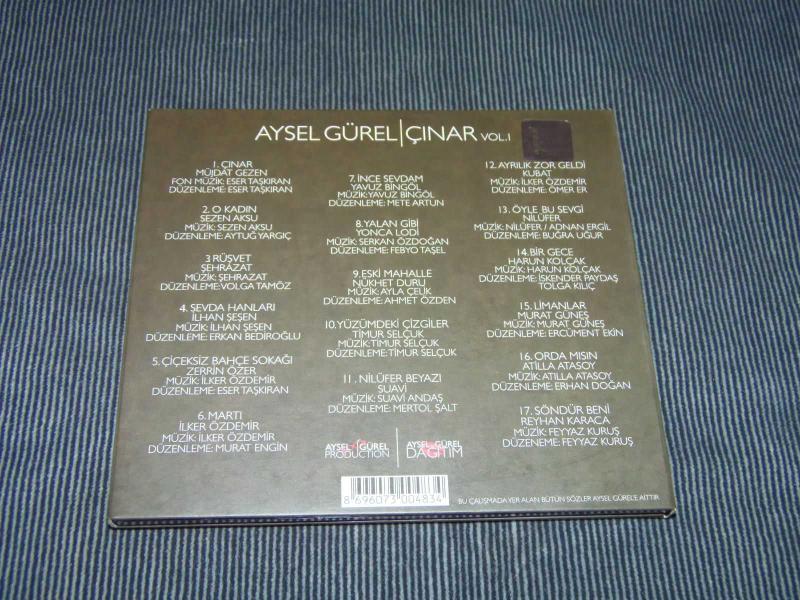 AYSEL GÜREL|ÇINAR VOL.1
1. ÇINAR
MÜJDAT GEZEN
FON MÜZİK: ESER TAŞKIRAN
DÜZENLEME: ESER TAŞKIRAN
2. O KADIN
SEZEN AKSU
MÜZİK: SEZEN AKSU
DÜZENLEME: AYTUĞ YARGIÇ
3 RÜŞVET
ŞEHRAZAT
MÜZİK: ŞEHRAZAT
DÜZENLEME:VOLGA TAMÖZ
4. SEVDA HANLARI
İLHAN ŞEŞEN
MÜZİK: İLHAN ŞEŞEN
DÜZENLEME: ERKAN BEDİROĞLU
5. ÇİÇEKSİZ BAHÇE SOKAĞI
ZERRİN ÖZER
MÜZİK: İLKER ÖZDEMİR
DÜZENLEME: ESER TAŞKIRAN
6. MARTI
İLKER ÖZDEMİR
MÜZİK: İLKER ÖZDEMİR
DÜZENLEME: MURAT ENGİN
7. İNCE SEVDAM
YAVUZ BİNGÖL
MÜZİK:YAVUZ BİNGÖL
DÜZENLEME: METE ARTUN
8. YALAN GİBİ
YONCA LODİ
MÜZİK: SERKAN ÖZDOĞAN
DÜZENLEME: FEBYO TAŞEL
9. ESKİ MAHALLE
NÜKHET DURU
MÜZİK: AYLA ÇELİK
DÜZENLEME: AHMET ÖZDEN
10. YÜZÜMDEKİ ÇİZGİLER
TİMUR SELÇUK
MÜZİK:TİMUR SELÇUK
DÜZENLEME: TİMUR SELÇUK
11. NİLÜFER BEYAZI
SUAVİ
MÜZİK: SUAVİ ANDAŞ
DÜZENLEME: MERTOL ŞALT
12. AYRILIK ZOR GELDİ
KUBAT
MÜZİK: İLKER ÖZDEMİR
DÜZENLEME: ÖMER ER
13. ÖYLE BU SEVGİ
NİLÜFER
MÜZİK: NİLÜFER / ADNAN ERGİL
DÜZENLEME: BUĞRA UĞUR
14.BİR GECE
HARUN KOLÇAK
MÜZİK: HARUN KOLÇAK
DÜZENLEME: İSKENDER PAYDAŞ
TOLGA KILIÇ
15. LİMANLAR
MURAT GÜNEŞ
MÜZİK: MURAT GÜNEŞ
DÜZENLEME: ERCÜMENT EKİN
16. ORDA MISIN
ATİLLA ATASOY
MÜZİK: ATİLLA ATASOY
DÜZENLEME: ERHAN DOĞAN
17. SÖNDÜR BENİ
REYHAN KARACA
MÜZİK: FEYYAZ KURUŞ
DÜZENEME: FEYYAZ KURUŞ
AYSEL GÜREL
PRODUCTION
AYSEL GÜREL
DAĞITIM
8 696073 004834
BU ÇALIŞMADA YER ALAN BÜTÜN SÖZLER AYSEL GÜREL'E AİTTİR